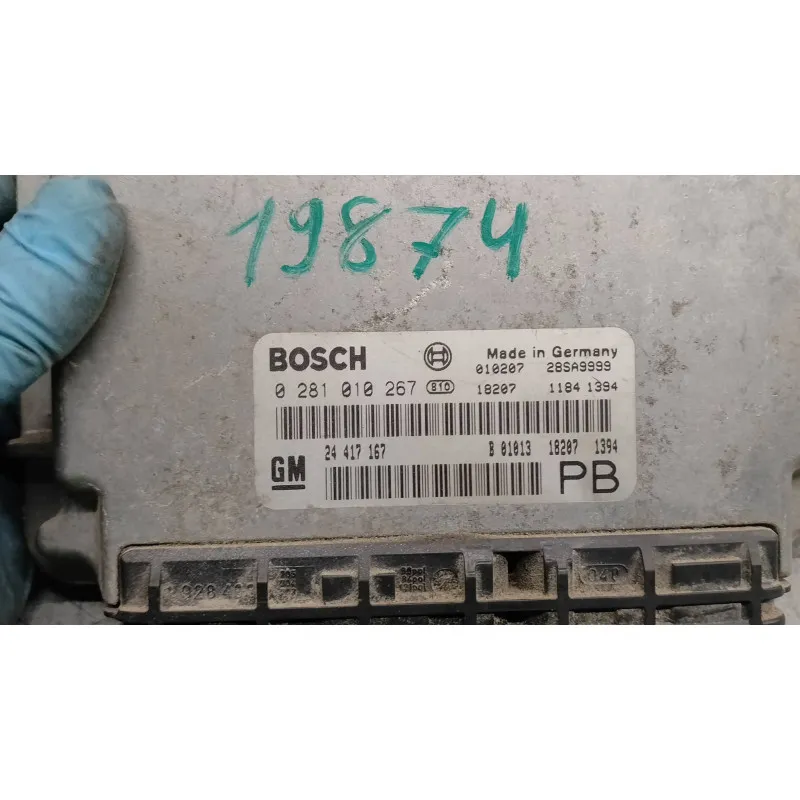 19874
BOSCH Made in Germany
010207 28SA9999
0 281 010 267 810 18207 1184 1394
24 417 167 B 01013 18207 1394
GM PB